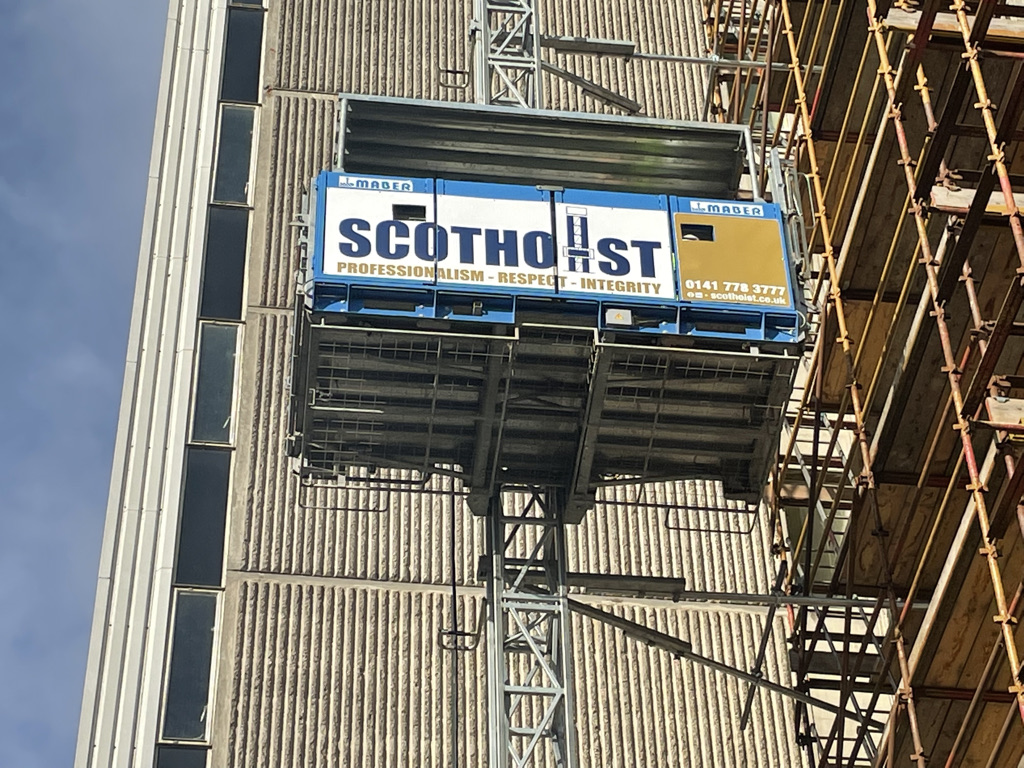 MABER
MABER
SCOTHOIST
PROFESSIONALISM - RESPECT - INTEGRITY
0141 778 3777
scothoist.co.uk